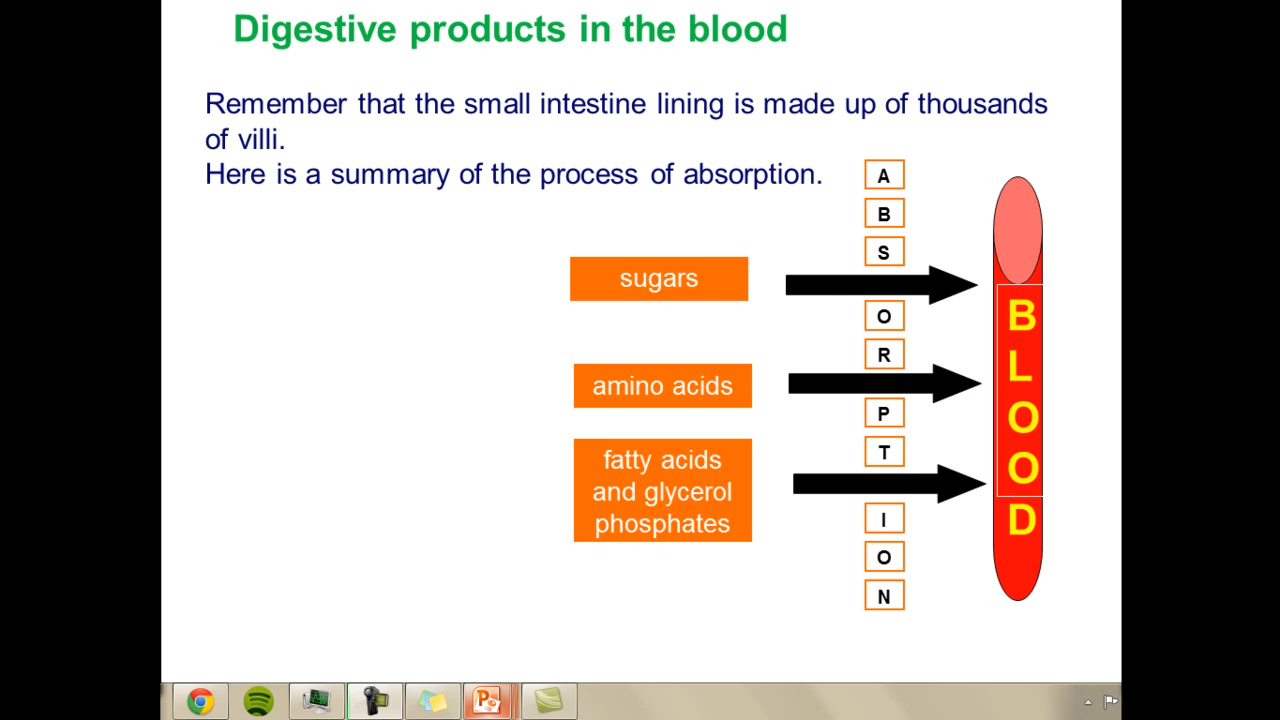 Digestive products in the blood
Remember that the small intestine lining is made up of thousands
of villi.
Here is a summary of the process of absorption.
sugars
amino acids
fatty acids
and glycerol
phosphates
A
B
S
O
R
P
T
I
O
N
B
L
O
O
D